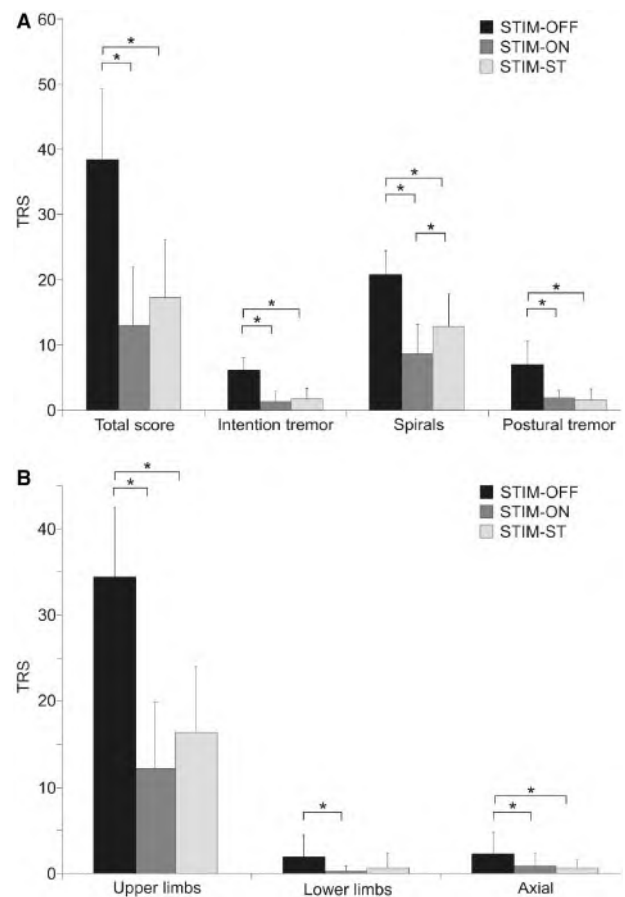 A
60
50
40
30
20
10
0
TRS
STIM-OFF
STIM-ON
STIM-ST
* *
* *
* * *
* *
Total score Intention tremor Spirals Postural tremor
B
40
30
20
10
0
TRS
STIM-OFF
STIM-ON
STIM-ST
* *
*
* *
Upper limbs Lower limbs Axial